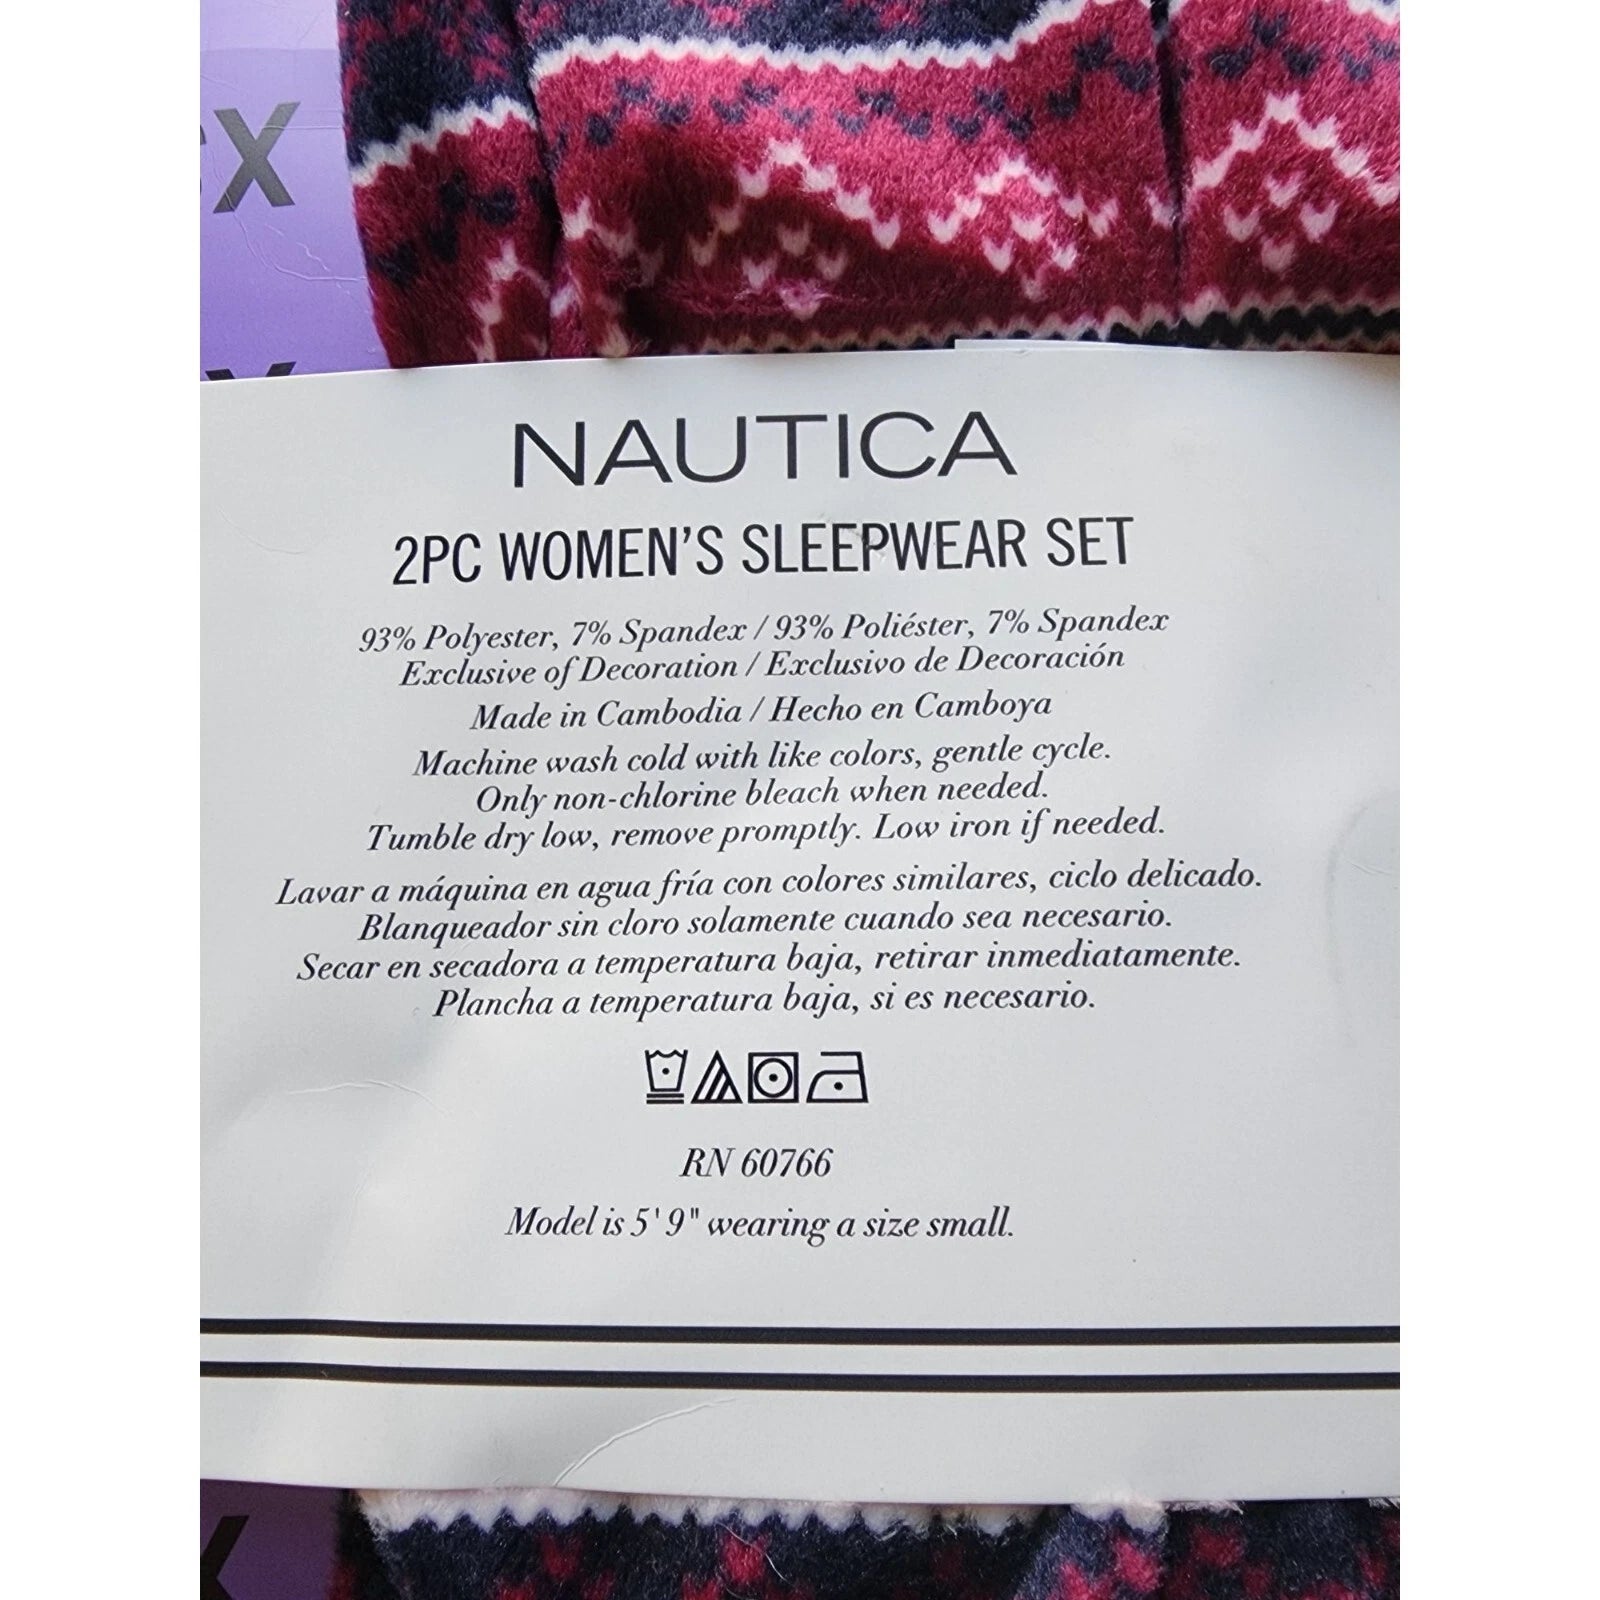 X
X
NAUTICA
2PC WOMEN'S SLEEPWEAR SET
93% Polyester, 7% Spandex / 93% Poliéster, 7% Spandex
Exclusive of Decoration / Exclusivo de Decoración
Made in Cambodia / Hecho en Camboya
Machine wash cold with like colors, gentle cycle.
Only non-chlorine bleach when needed.
Tumble dry low, remove promptly. Low iron if needed.
Lavar a máquina en agua fría con colores similares, ciclo delicado.
Blanqueador sin cloro solamente cuando sea necesario.
Secar en secadora a temperatura baja, retirar inmediatamente.
Plancha a temperatura baja, si es necesario.
RN 60766
Model is 5'9" wearing a size small.